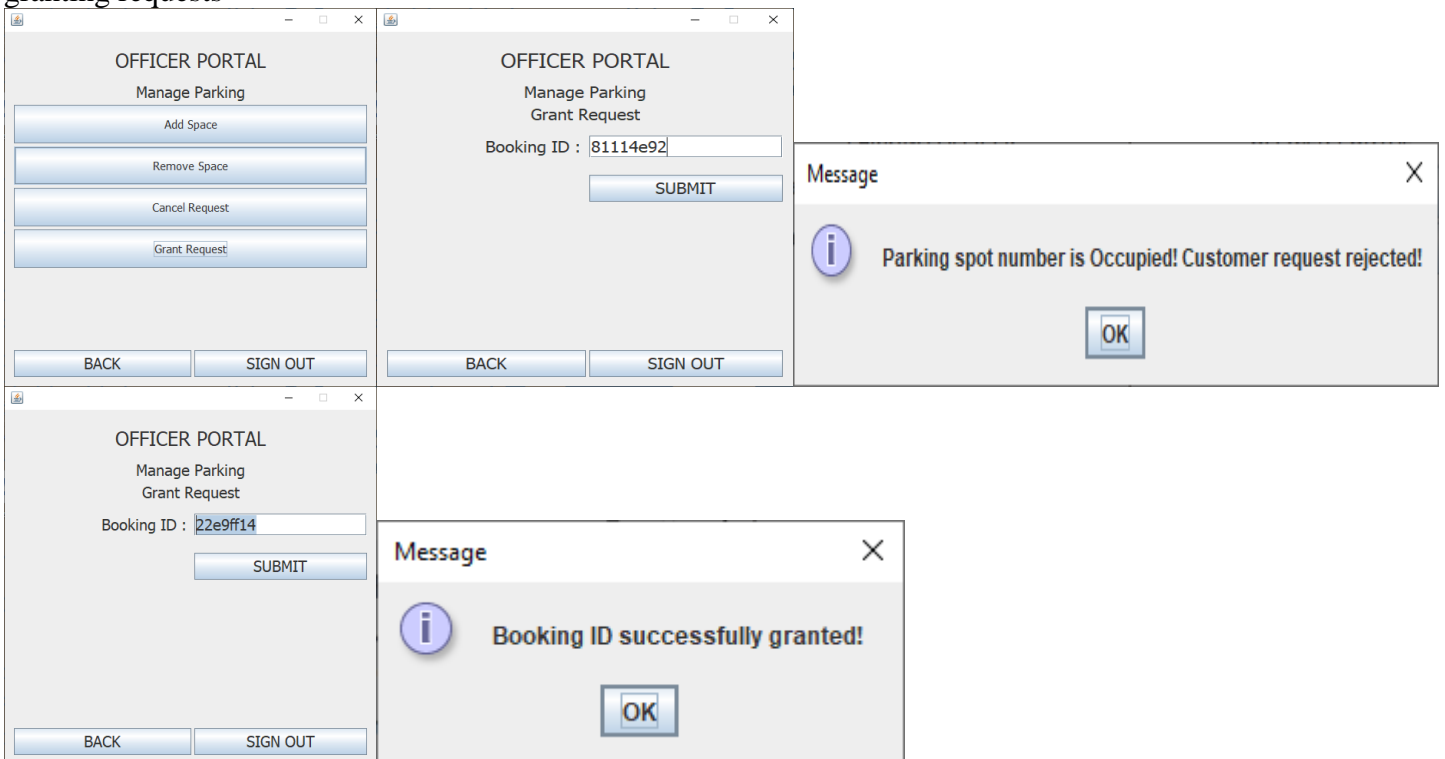 granting requests
OFFICER PORTAL
Manage Parking
Add Space
Remove Space
Cancel Request
Grant Request
BACK SIGN OUT
OFFICER PORTAL
Manage Parking
Grant Request
Booking ID : 81114e92
SUBMIT
BACK SIGN OUT
Message
Parking spot number is Occupied! Customer request rejected!
OK
OFFICER PORTAL
Manage Parking
Grant Request
Booking ID : 22e9ff14
SUBMIT
BACK SIGN OUT
Message
Booking ID successfully granted!
OK